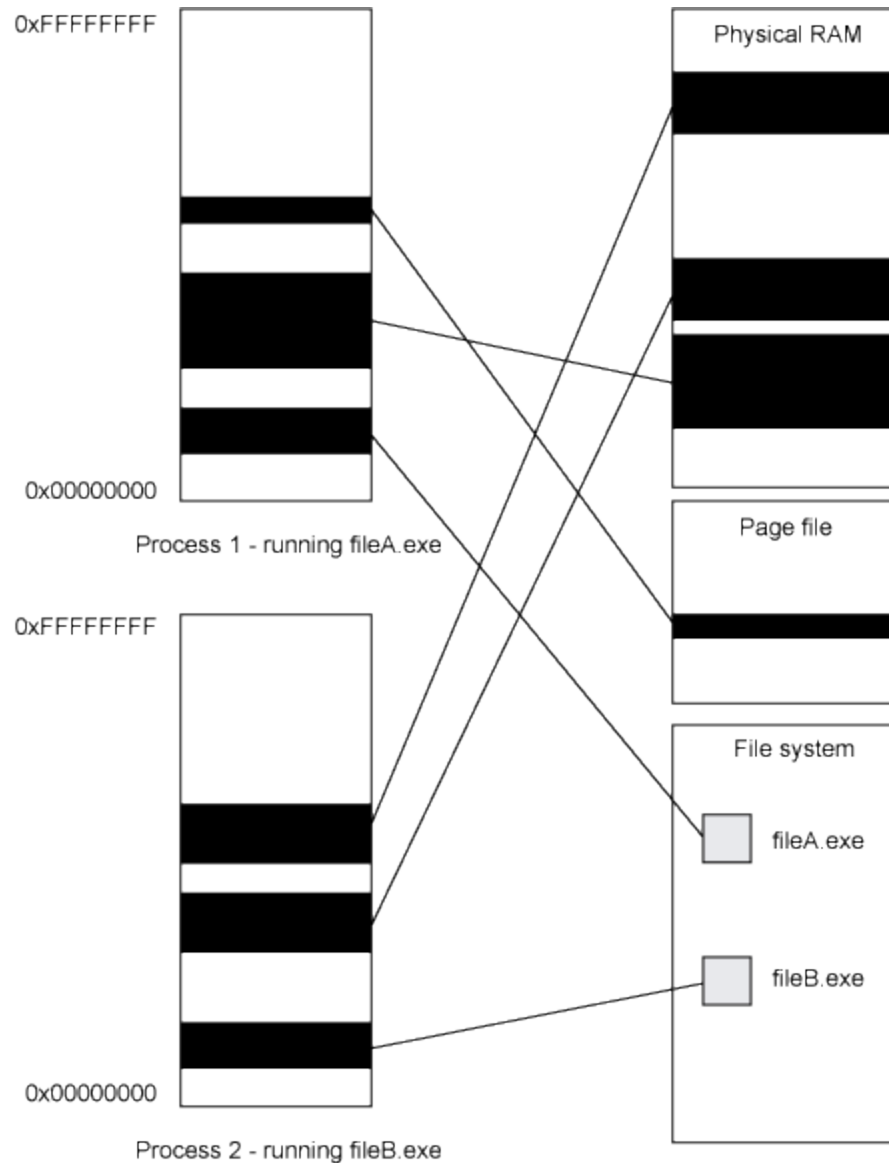 0xFFFFFFFF
0x00000000
Process 1 - running fileA.exe
0xFFFFFFFF
0x00000000
Process 2 - running fileB.exe
Physical RAM
Page file
File system
fileA.exe
fileB.exe